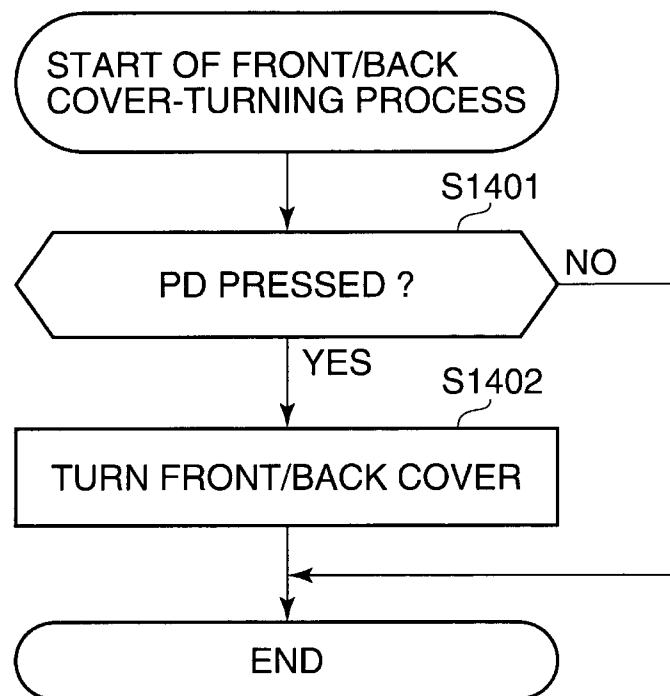 START OF FRONT/BACK
COVER-TURNING PROCESS
S1401
PD PRESSED ?
NO
YES
S1402
TURN FRONT/BACK COVER
END